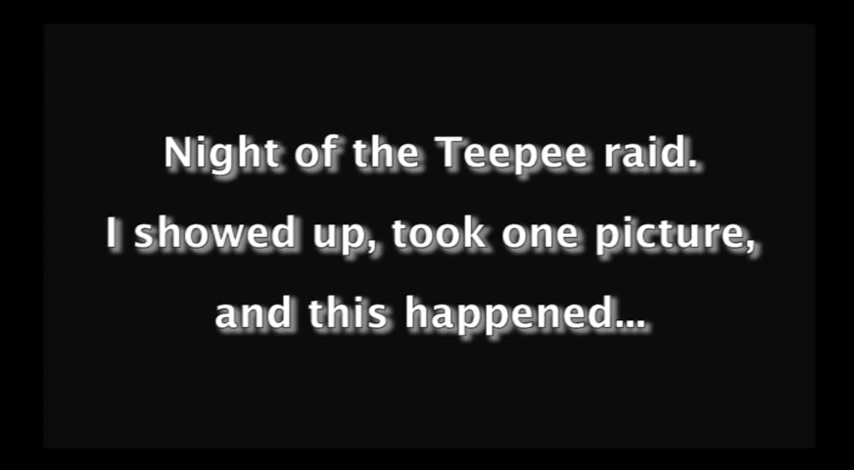 Night of the Teepee raid.
I showed up, took one picture,
and this happened...